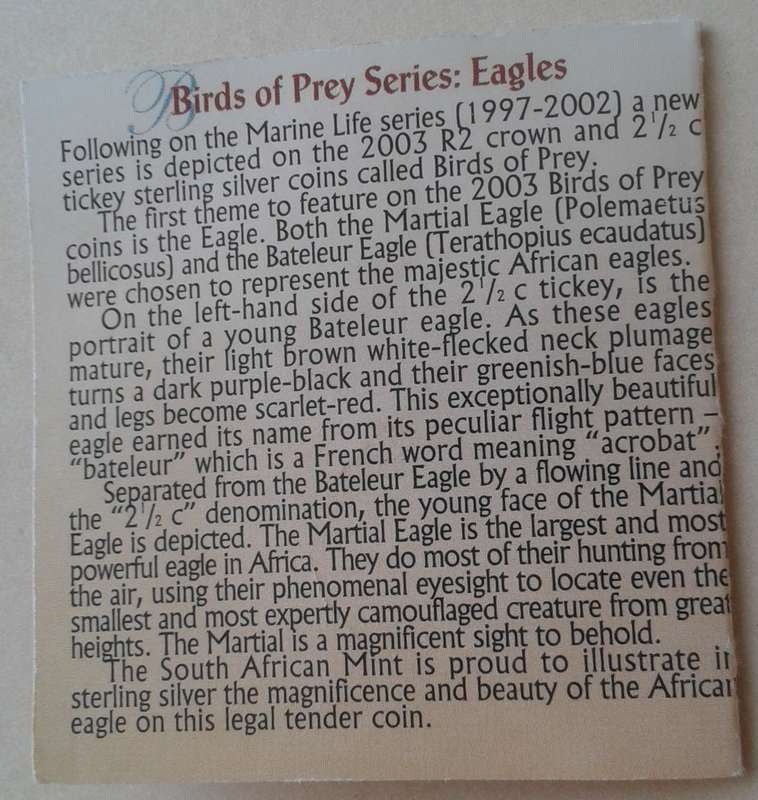 Birds of Prey Series: Eagles
Following on the Marine Life series (1997-2002) a new
series is depicted on the 2003 R2 crown and 2 1/2 c
tickey sterling silver coins called Birds of Prey.
The first theme to feature on the 2003 Birds of Prey
coins is the Eagle. Both the Martial Eagle (Polemaetus
bellicosus) and the Bateleur Eagle (Terathopius ecaudatus)
were chosen to represent the majestic African eagles.
On the left-hand side of the 2 1/2 c tickey, is the
portrait of a young Bateleur eagle. As these eagles
mature, their light brown white-flecked neck plumage
turns a dark purple-black and their greenish-blue faces
and legs become scarlet-red. This exceptionally beautiful
eagle earned its name from its peculiar flight pattern –
“bateleur” which is a French word meaning “acrobat”.
Separated from the Bateleur Eagle by a flowing line and
the “2 1/2 c” denomination, the young face of the Martial
Eagle is depicted. The Martial Eagle is the largest and most
powerful eagle in Africa. They do most of their hunting from
the air, using their phenomenal eyesight to locate even the
smallest and most expertly camouflaged creature from great
heights. The Martial is a magnificent sight to behold.
The South African Mint is proud to illustrate in
sterling silver the magnificence and beauty of the African
eagle on this legal tender coin.